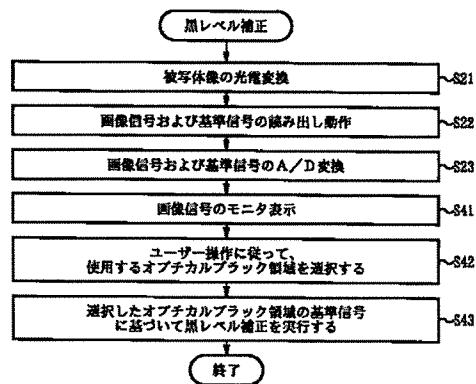 黒レベル補正
被写体像の光電変換
S21
画像信号および基準信号の読み出し動作
S22
画像信号および基準信号のA/D変換
S23
画像信号のモニタ表示
S41
ユーザー操作に従って、
使用するオプチカルブラック領域を選択する
S42
選択したオプチカルブラック領域の基準信号
に基づいて黒レベル補正を実行する
S43
終了